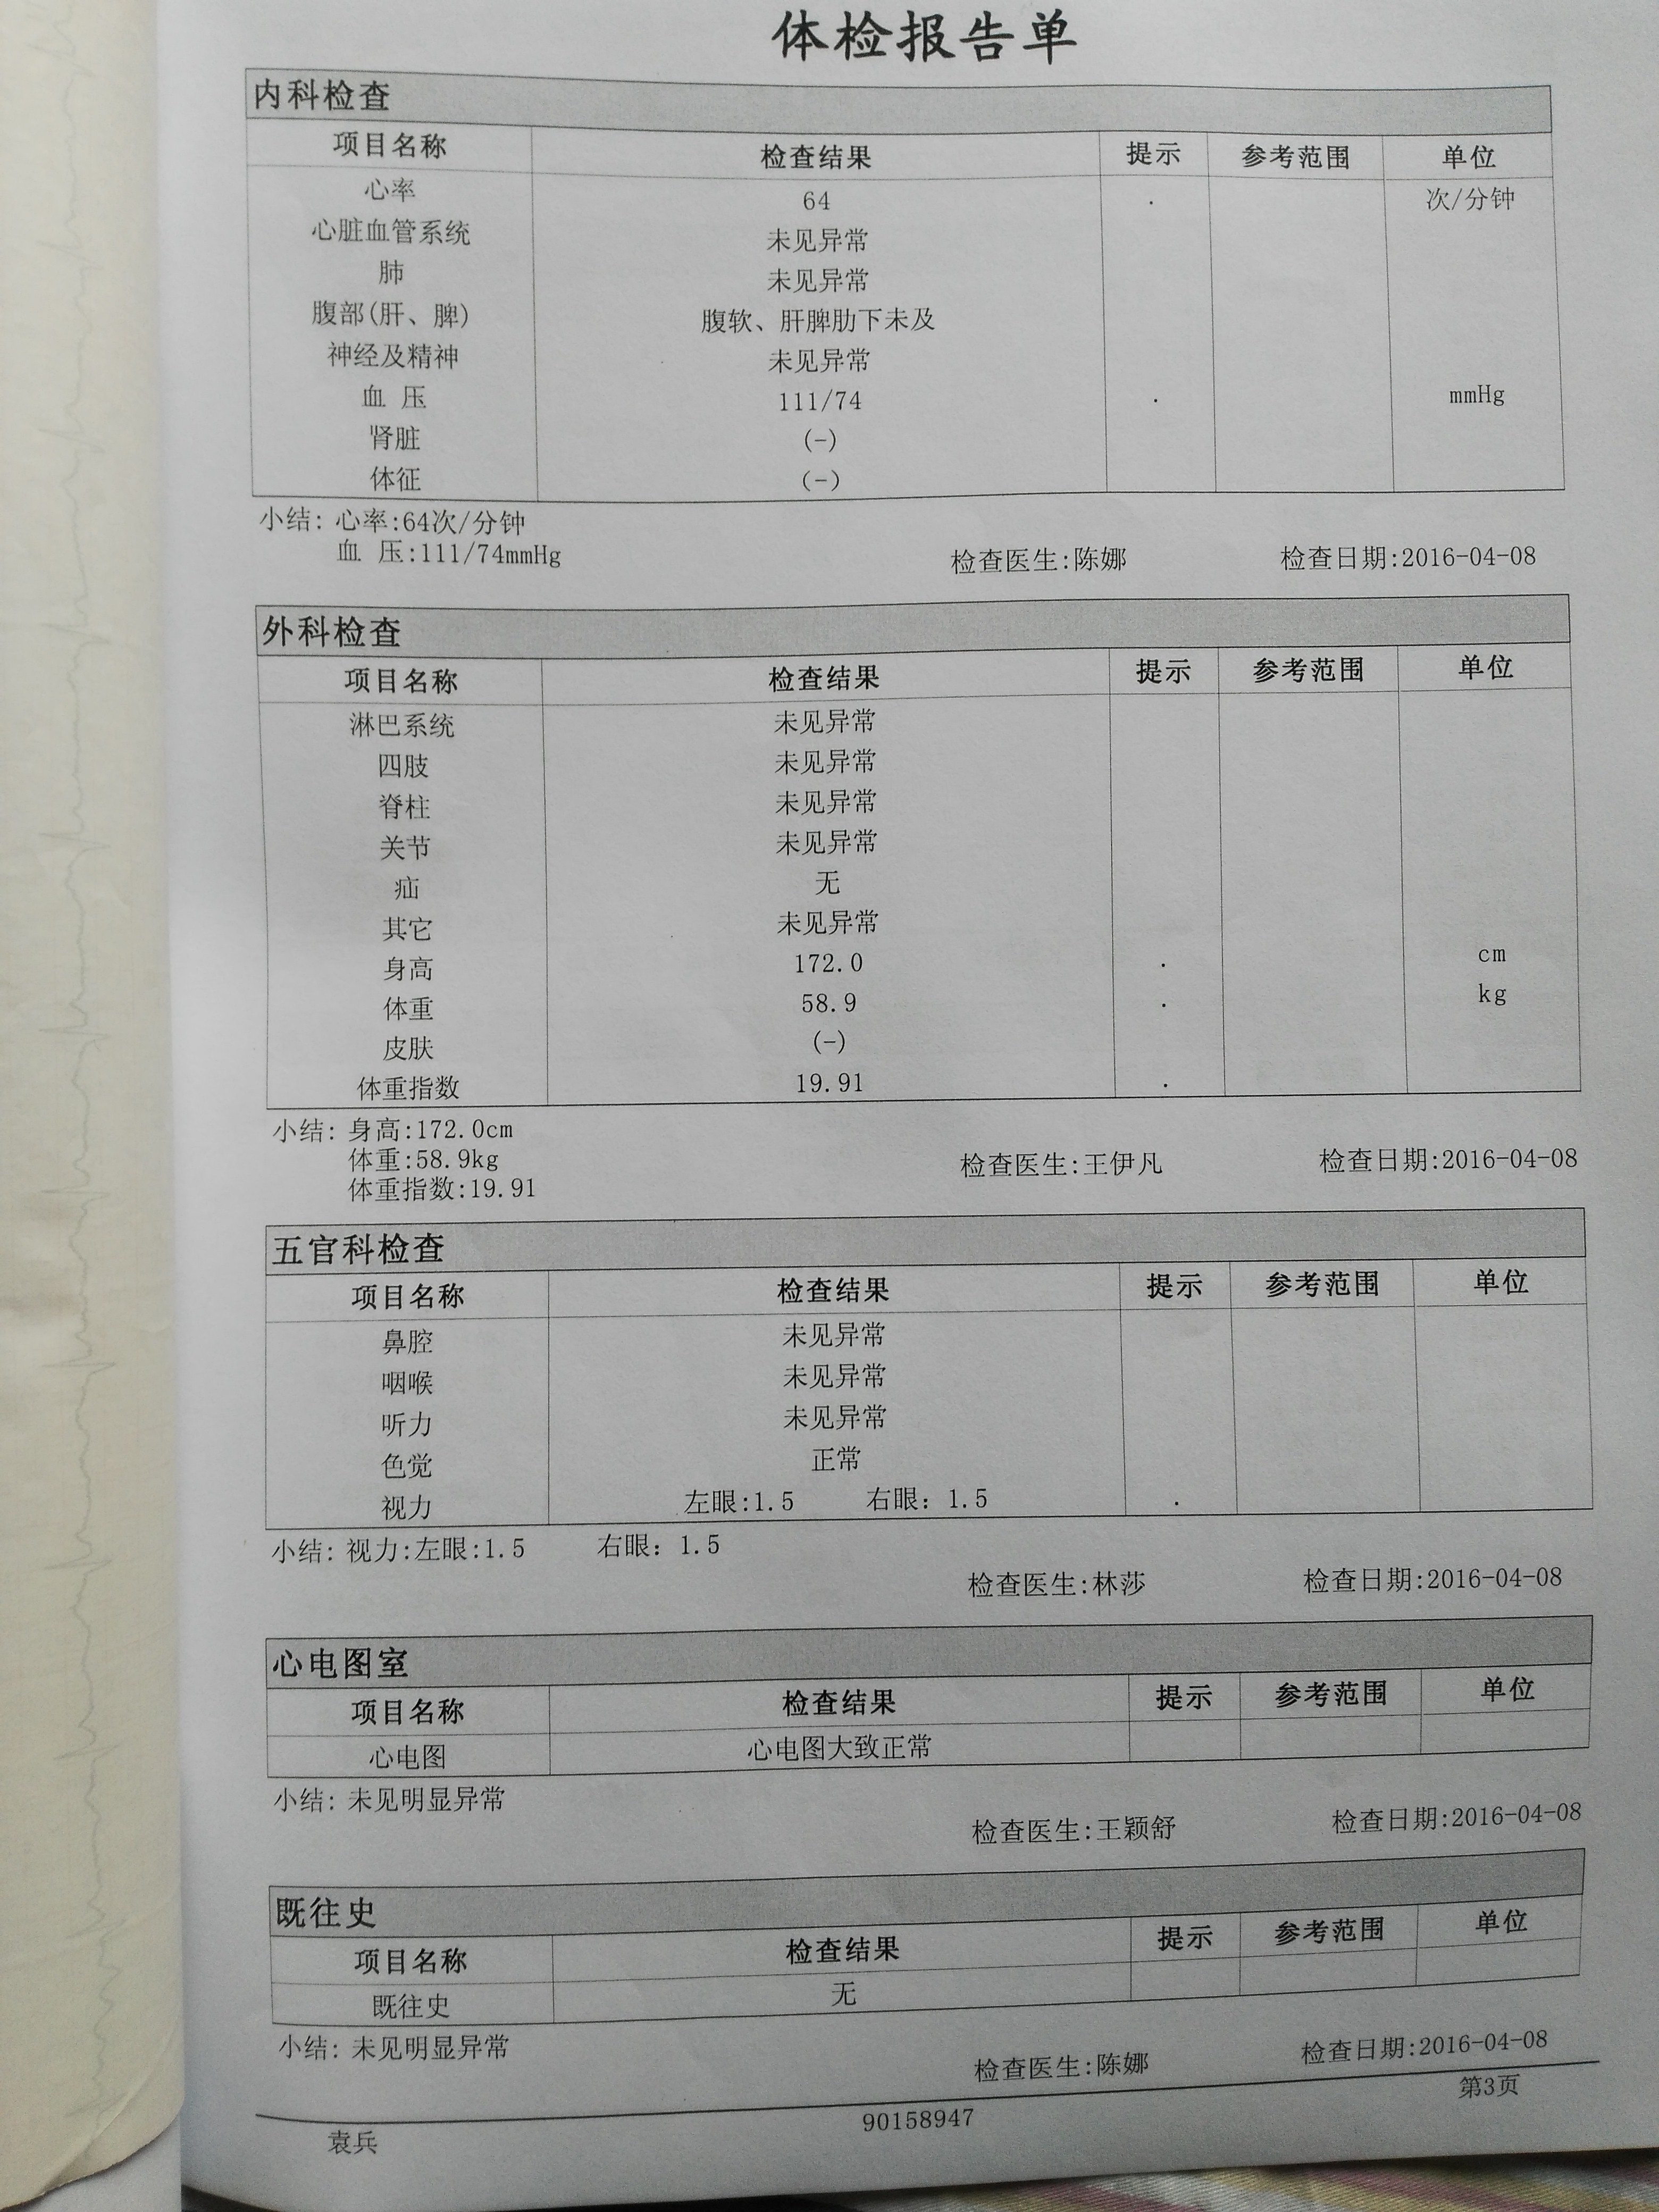 体检报告单
内科检查
项目名称 检查结果 提示 参考范围 单位
心率 64 . 次/分钟
心脏血管系统 未见异常
肺 未见异常
腹部(肝、脾) 腹软、肝脾肋下未及
神经及精神 未见异常
血 压 111/74 . mmHg
肾脏 (-)
体征 (-)
小结: 心率:64次/分钟
血 压:111/74mmHg 检查医生:陈娜 检查日期:2016-04-08
外科检查
项目名称 检查结果 提示 参考范围 单位
淋巴系统 未见异常
四肢 未见异常
脊柱 未见异常
关节 未见异常
疝 无
其它 未见异常
身高 172.0 . cm
体重 58.9 . kg
皮肤 (-)
体重指数 19.91 .
小结: 身高:172.0cm
体重:58.9kg 检查医生:王伊凡 检查日期:2016-04-08
体重指数:19.91
五官科检查
项目名称 检查结果 提示 参考范围 单位
鼻腔 未见异常
咽喉 未见异常
听力 未见异常
色觉 正常
视力 左眼:1.5 右眼: 1.5 .
小结: 视力:左眼:1.5 右眼: 1.5
检查医生:林莎 检查日期:2016-04-08
心电图室
项目名称 检查结果 提示 参考范围 单位
心电图 心电图大致正常
小结: 未见明显异常
检查医生:王颖舒 检查日期:2016-04-08
既往史
项目名称 检查结果 提示 参考范围 单位
既往史 无
小结: 未见明显异常
检查医生:陈娜 检查日期:2016-04-08
袁兵 90158947 第3页